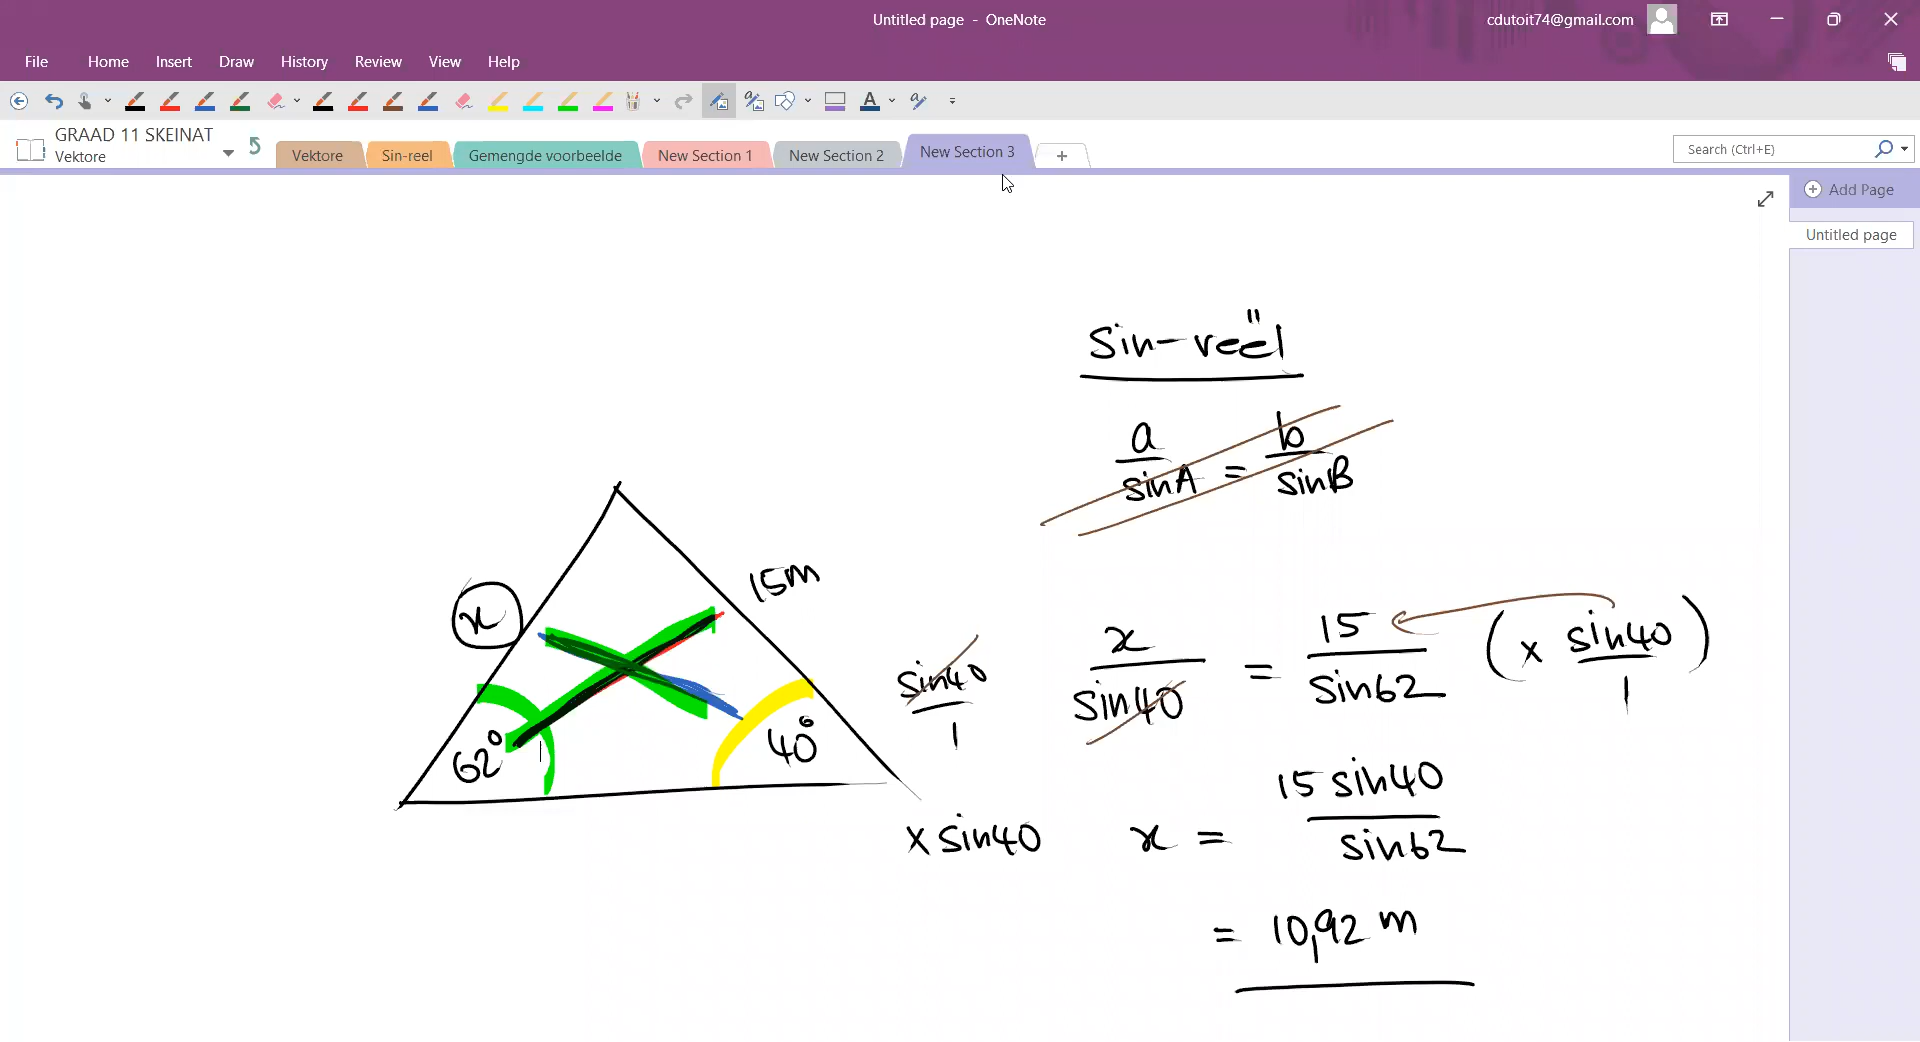 Untitled page - OneNote
cdutoit74@gmail.com
File Home Insert Draw History Review View Help
GRAAD 11 SKEINAT
Vektore
Vektore Sin-reel Gemengde voorbeelde New Section 1 New Section 2 New Section 3 +
Search (Ctrl+E)
Add Page
Untitled page
Sin-reël
a/sinA = b/sinB
x
15m
62°
40°
sin40/1 x/sin40 = 15/sin62 (x sin40/1)
x sin40 x = 15 sin40/sin62
= 10,92 m